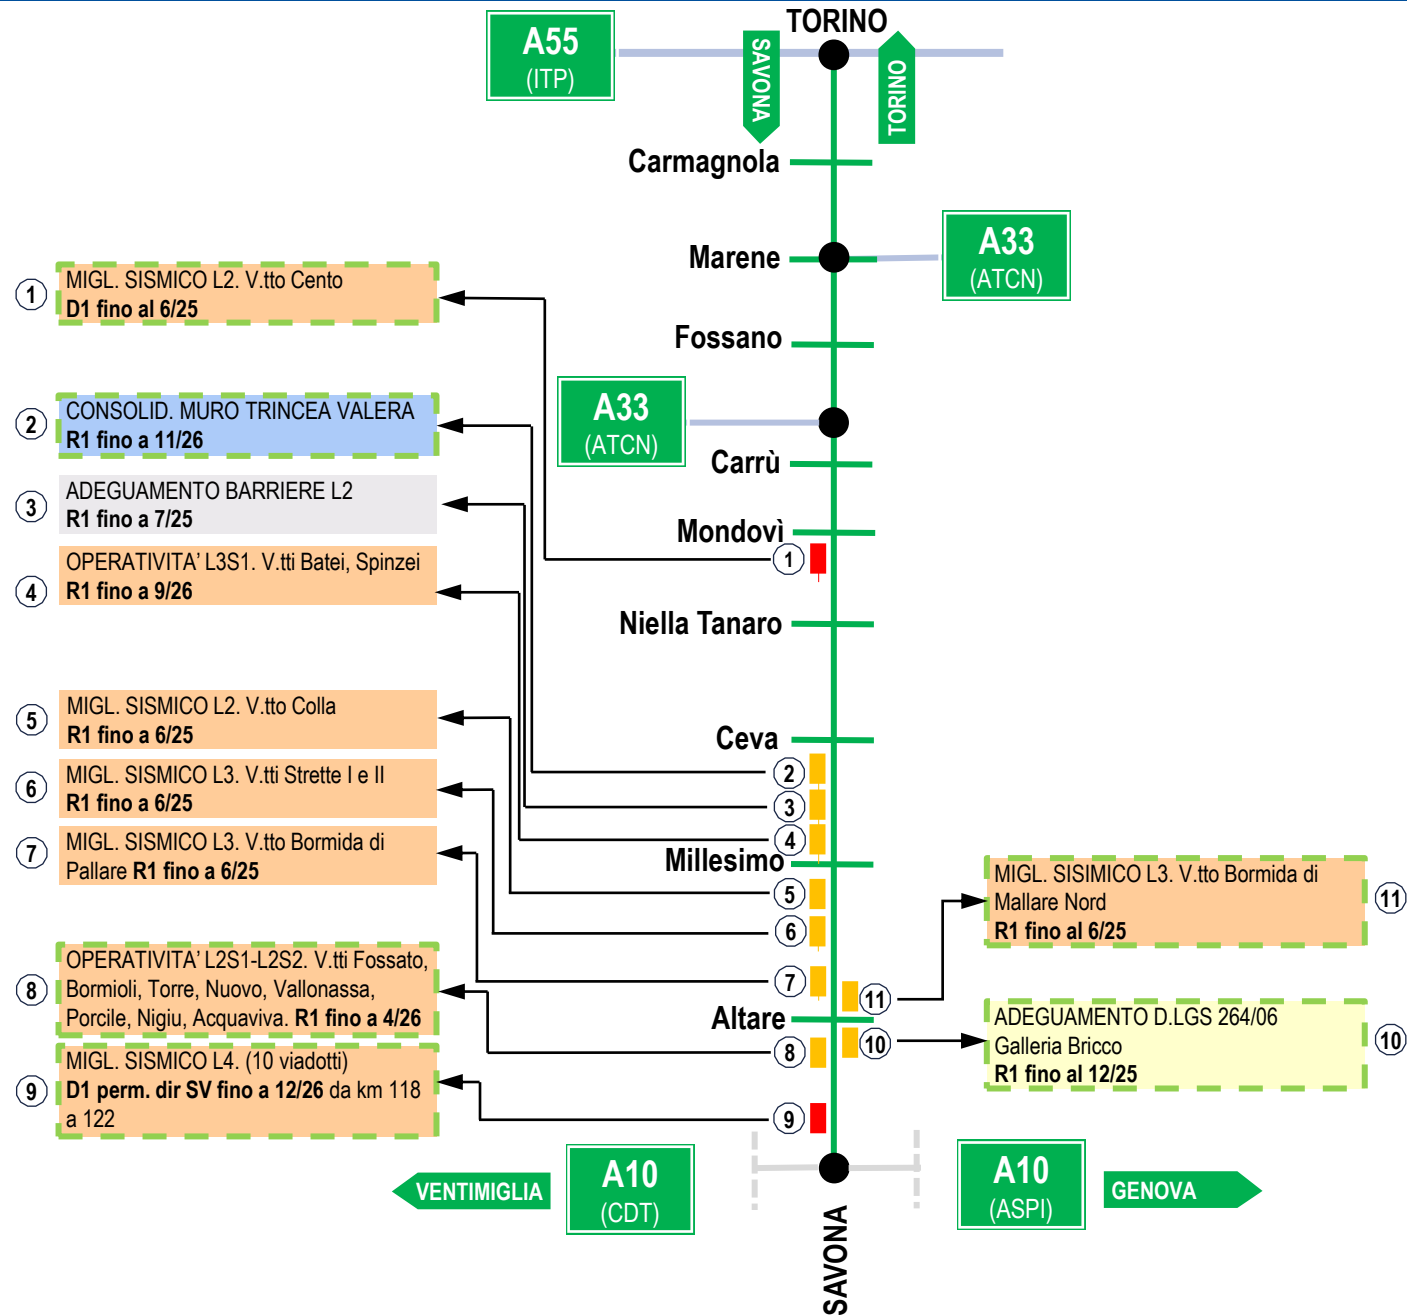 TORINO
A55
(ITP)
SAVONA
TORINO
Carmagnola
Marene
A33
(ATCN)
Fossano
A33
(ATCN)
Carrù
Mondovì
1
Niella Tanaro
Ceva
2
3
4
Millesimo
5
6
7
11
Altare
8
10
9
1
MIGL. SISMICO L2. V.tto Cento
D1 fino al 6/25
2
CONSOLID. MURO TRINCEA VALERA
R1 fino a 11/26
3
ADEGUAMENTO BARRIERE L2
R1 fino a 7/25
4
OPERATIVITA' L3S1. V.tti Batei, Spinzei
R1 fino a 9/26
5
MIGL. SISMICO L2. V.tto Colla
R1 fino a 6/25
6
MIGL. SISMICO L3. V.tti Strette I e II
R1 fino a 6/25
7
MIGL. SISMICO L3. V.tto Bormida di
Pallare R1 fino a 6/25
8
OPERATIVITA' L2S1-L2S2. V.tti Fossato,
Bormioli, Torre, Nuovo, Vallonassa,
Porcile, Nigiu, Acquaviva. R1 fino a 4/26
9
MIGL. SISMICO L4. (10 viadotti)
D1 perm. dir SV fino a 12/26 da km 118
a 122
MIGL. SISIMICO L3. V.tto Bormida di
Mallare Nord
R1 fino al 6/25
11
ADEGUAMENTO D.LGS 264/06
Galleria Bricco
R1 fino al 12/25
10
VENTIMIGLIA
A10
(CDT)
A10
(ASPI)
GENOVA
SAVONA